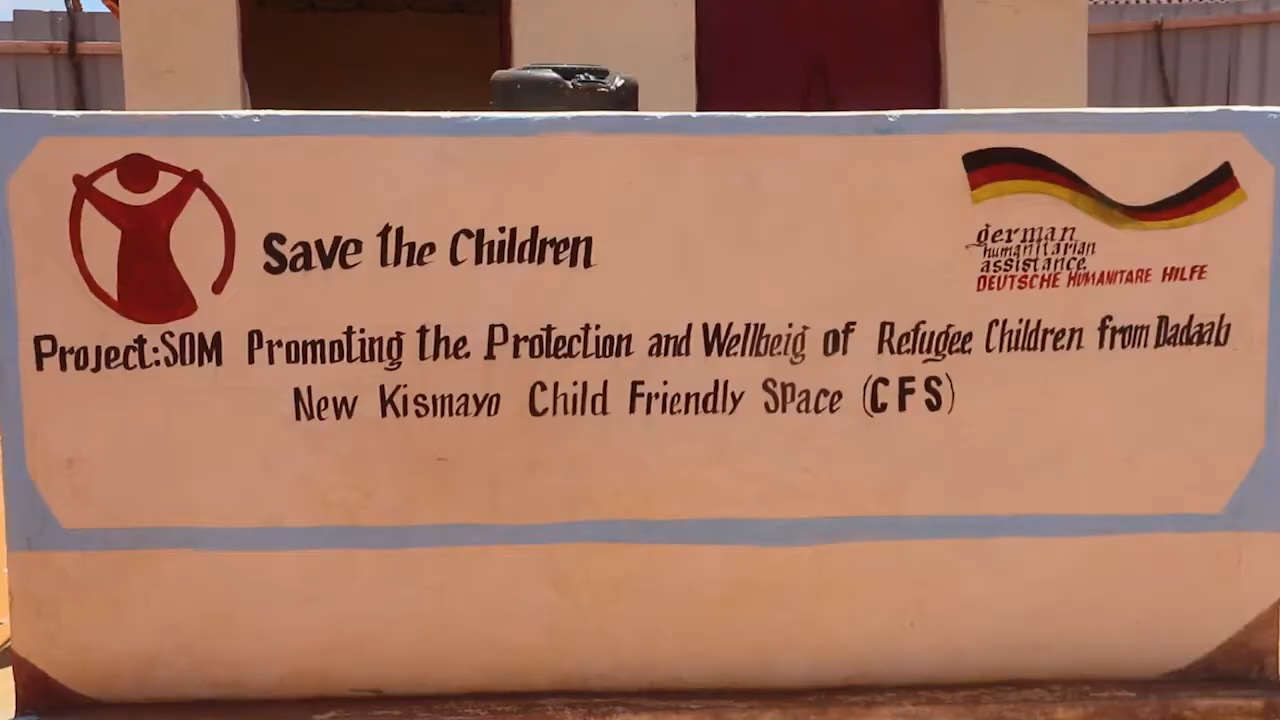 Save the Children
german
humanitarian
assistance
DEUTSCHE HUMANITARE HILFE
Project:SOM Promoting the Protection and Wellbeig of Refugee Children from Dadaab
New Kismayo Child Friendly Space (CFS)